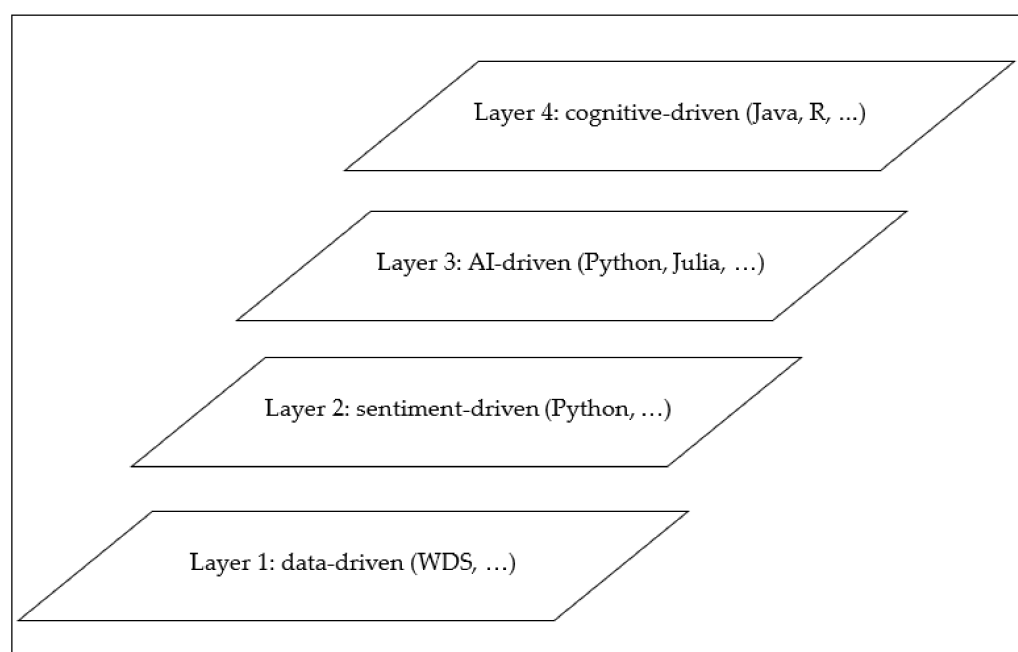 Layer 4: cognitive-driven (Java, R, ...)
Layer 3: AI-driven (Python, Julia, …)
Layer 2: sentiment-driven (Python, …)
Layer 1: data-driven (WDS, …)